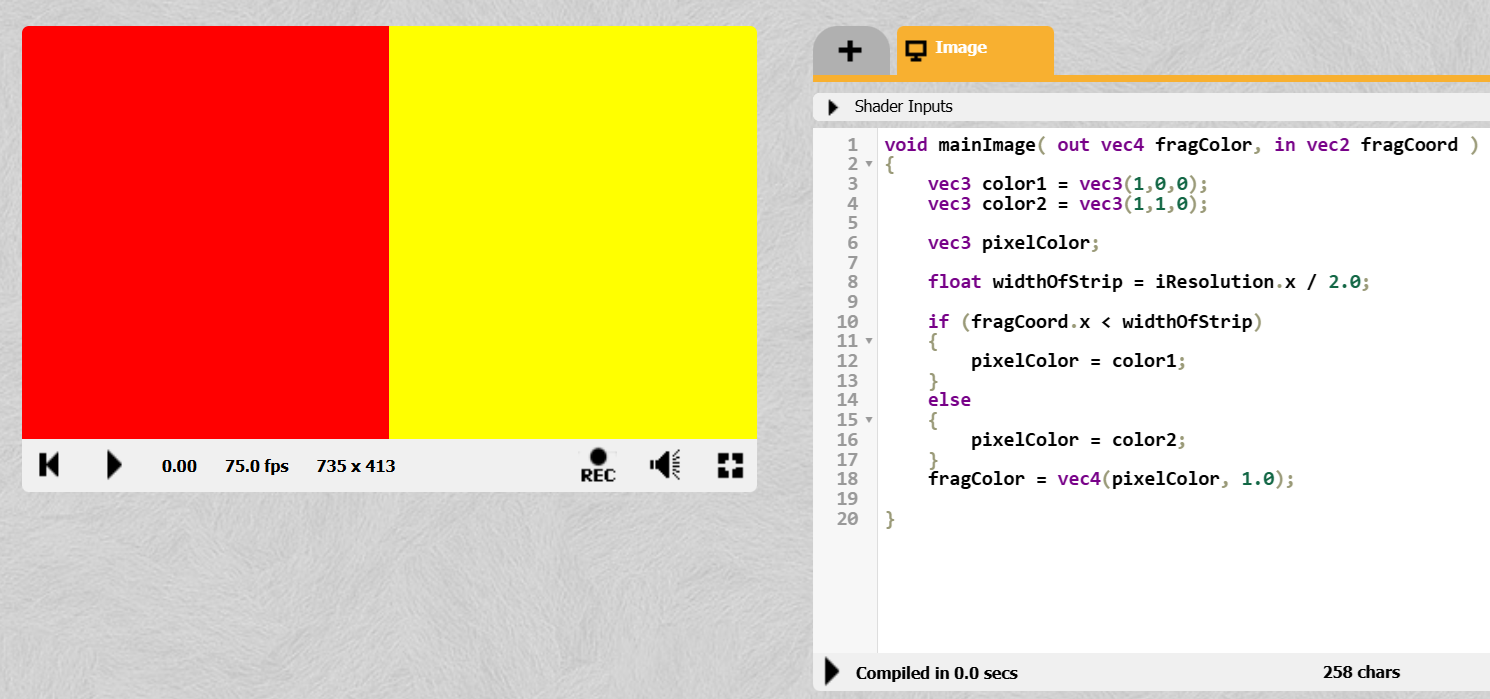 + Image
Shader Inputs
1 void mainImage( out vec4 fragColor, in vec2 fragCoord )
2 {
3     vec3 color1 = vec3(1,0,0);
4     vec3 color2 = vec3(1,1,0);
5
6     vec3 pixelColor;
7
8     float widthOfStrip = iResolution.x / 2.0;
9
10     if (fragCoord.x < widthOfStrip)
11     {
12         pixelColor = color1;
13     }
14     else
15     {
16         pixelColor = color2;
17     }
18     fragColor = vec4(pixelColor, 1.0);
19
20 }
0.00 75.0 fps 735 x 413 REC
Compiled in 0.0 secs 258 chars